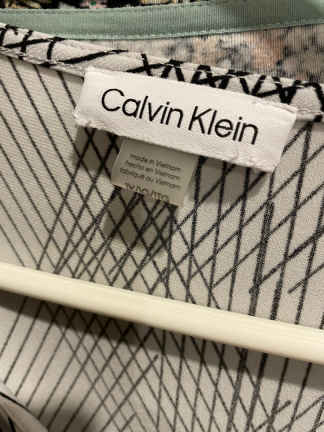 Calvin Klein
made in Vietnam
hecho en Vietnam
fabriqué au Vietnam